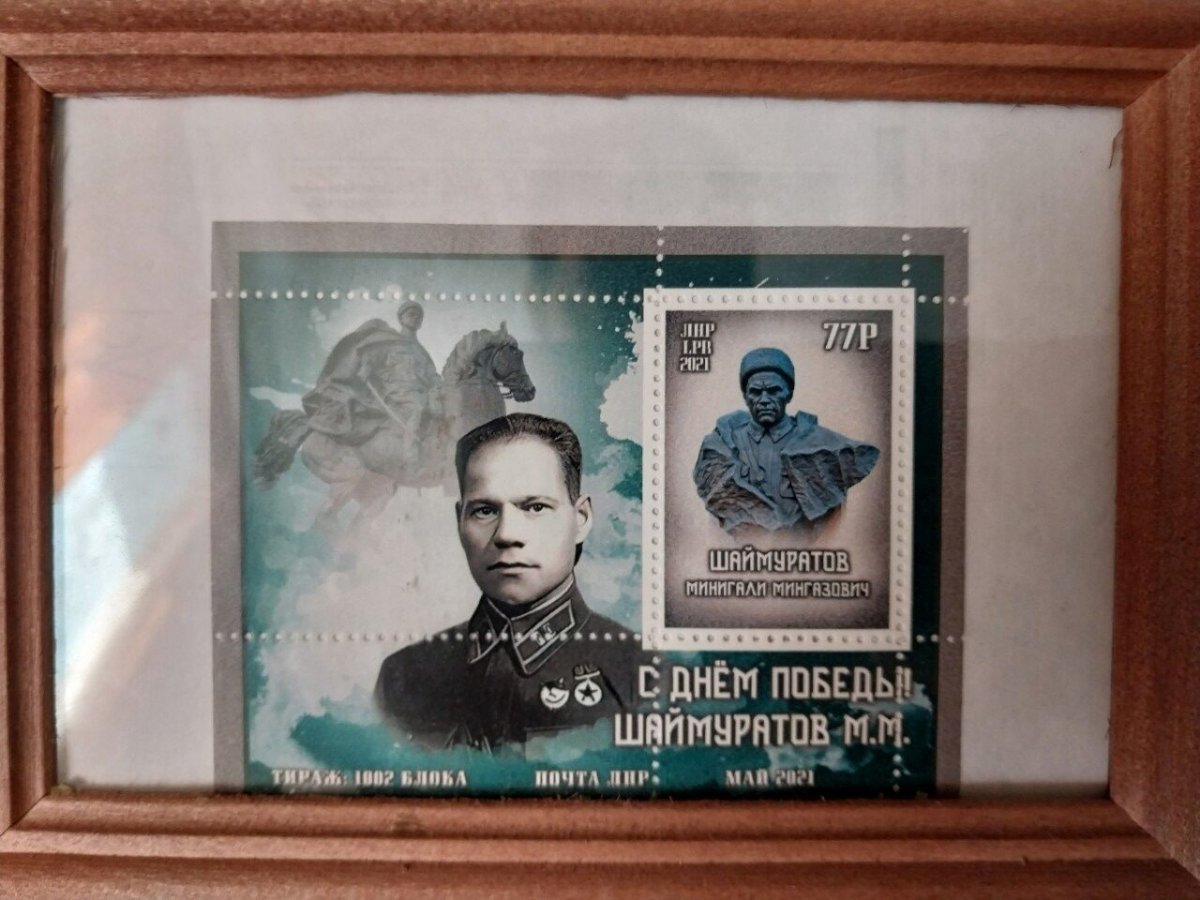 ЛНР
LPR
2021
77Р
ШАЙМУРАТОВ
МИНИГАЛИ МИНГАЗОВИЧ
С ДНЁМ ПОБЕДЫ!
ШАЙМУРАТОВ М.М.
ТИРАЖ: 1002 БЛОКА ПОЧТА ЛНР МАЙ 2021